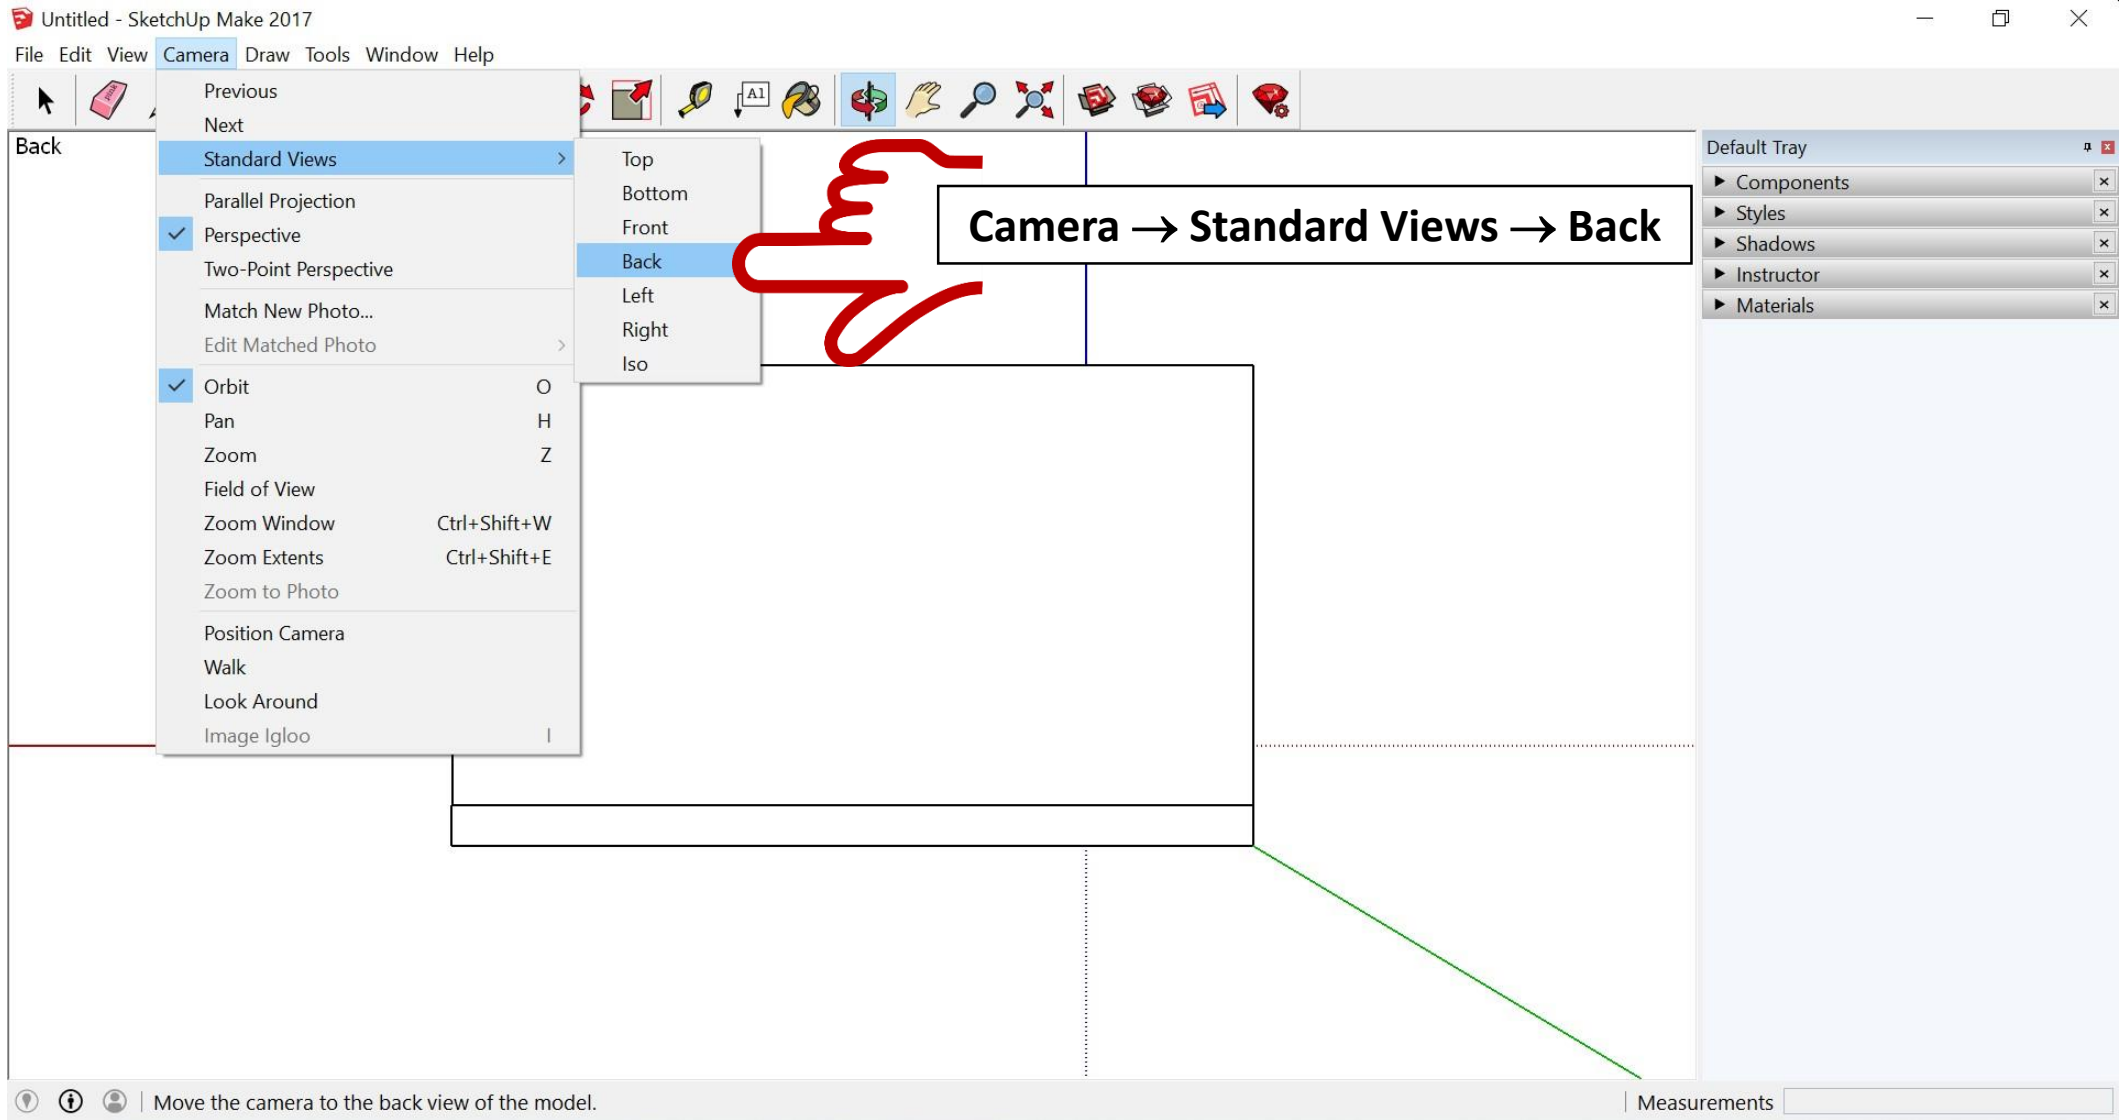 Untitled - SketchUp Make 2017
File Edit View Camera Draw Tools Window Help
A1
Back
Previous
Next
Standard Views
Parallel Projection
Perspective
Two-Point Perspective
Match New Photo...
Edit Matched Photo
Orbit O
Pan H
Zoom Z
Field of View
Zoom Window Ctrl+Shift+W
Zoom Extents Ctrl+Shift+E
Zoom to Photo
Position Camera
Walk
Look Around
Image Igloo I
Top
Bottom
Front
Back
Left
Right
Iso
Camera → Standard Views → Back
Default Tray
Components
Styles
Shadows
Instructor
Materials
Move the camera to the back view of the model.
Measurements